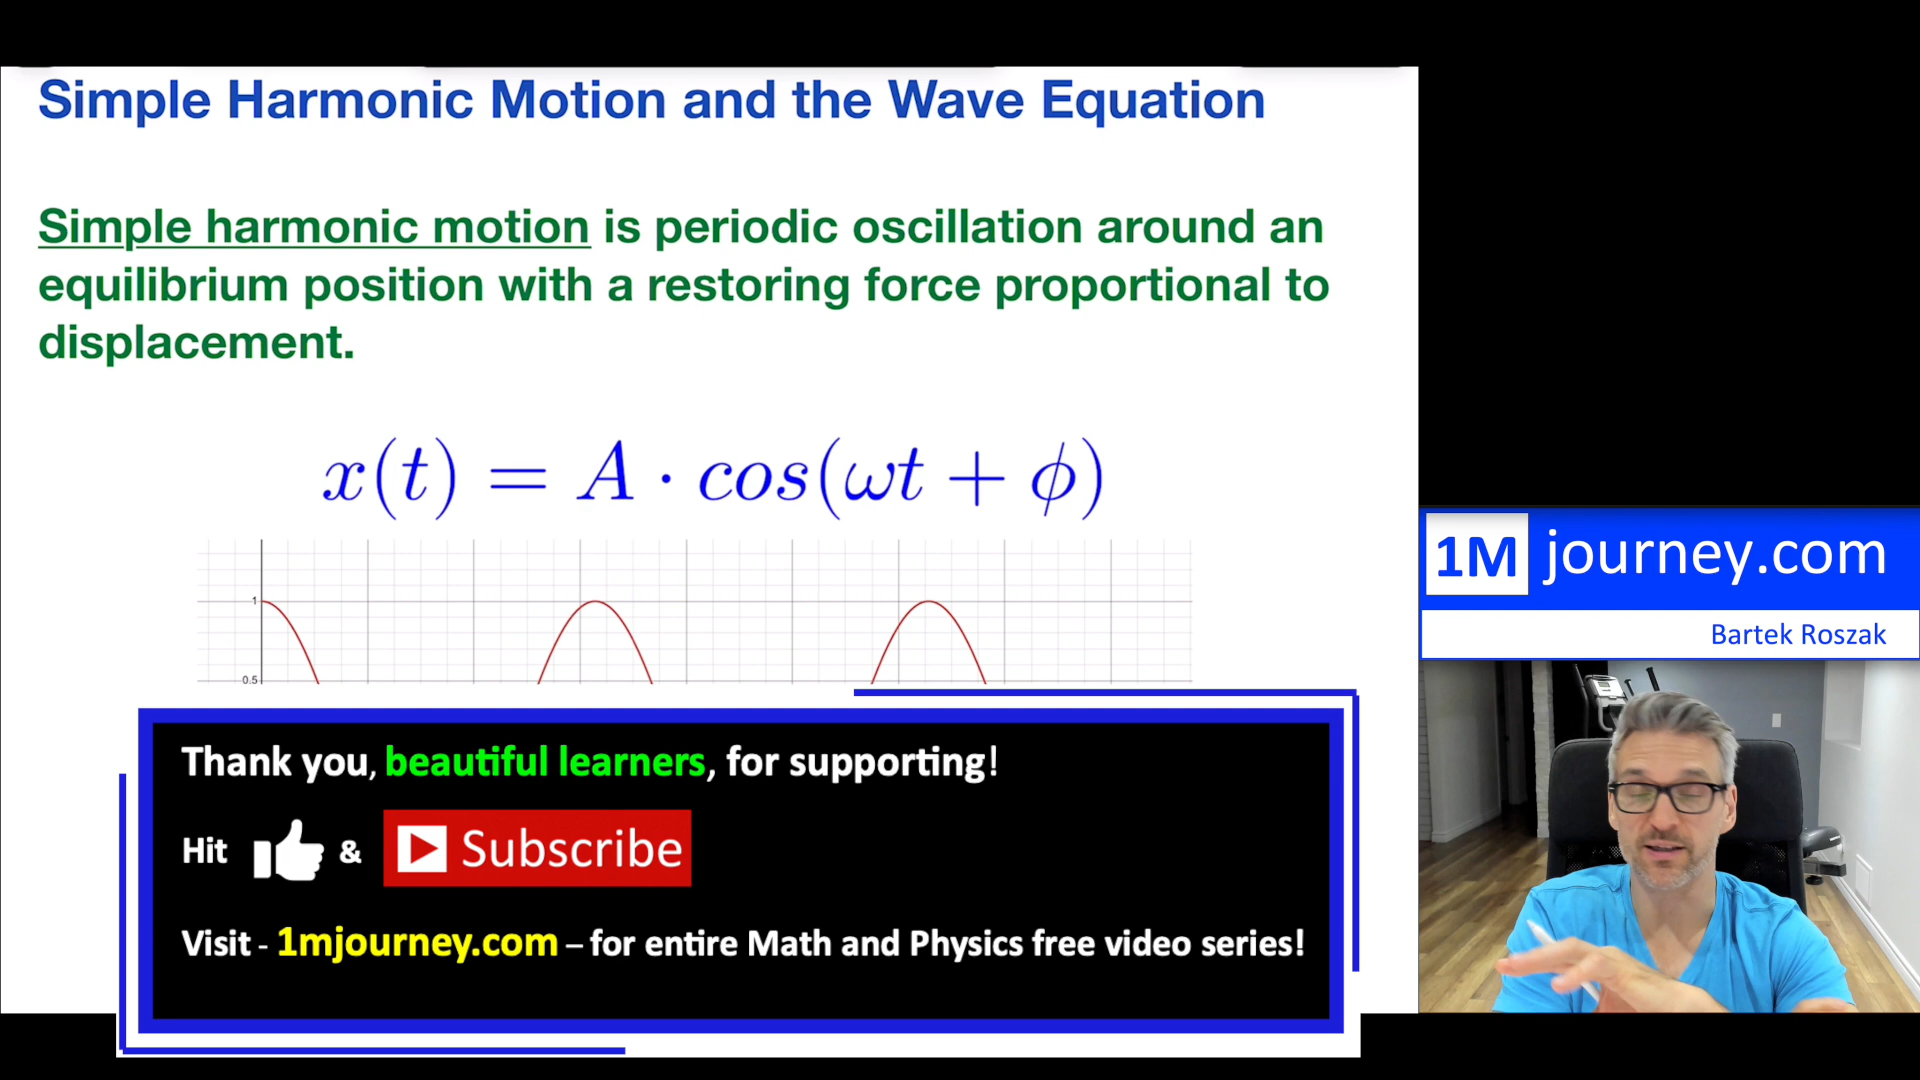 Simple Harmonic Motion and the Wave Equation
Simple harmonic motion is periodic oscillation around an
equilibrium position with a restoring force proportional to
displacement.
x(t) = A · cos(ωt + ϕ)
1
0.5
Thank you, beautiful learners, for supporting!
Hit & Subscribe
Visit - 1mjourney.com – for entire Math and Physics free video series!
1M journey.com
Bartek Roszak